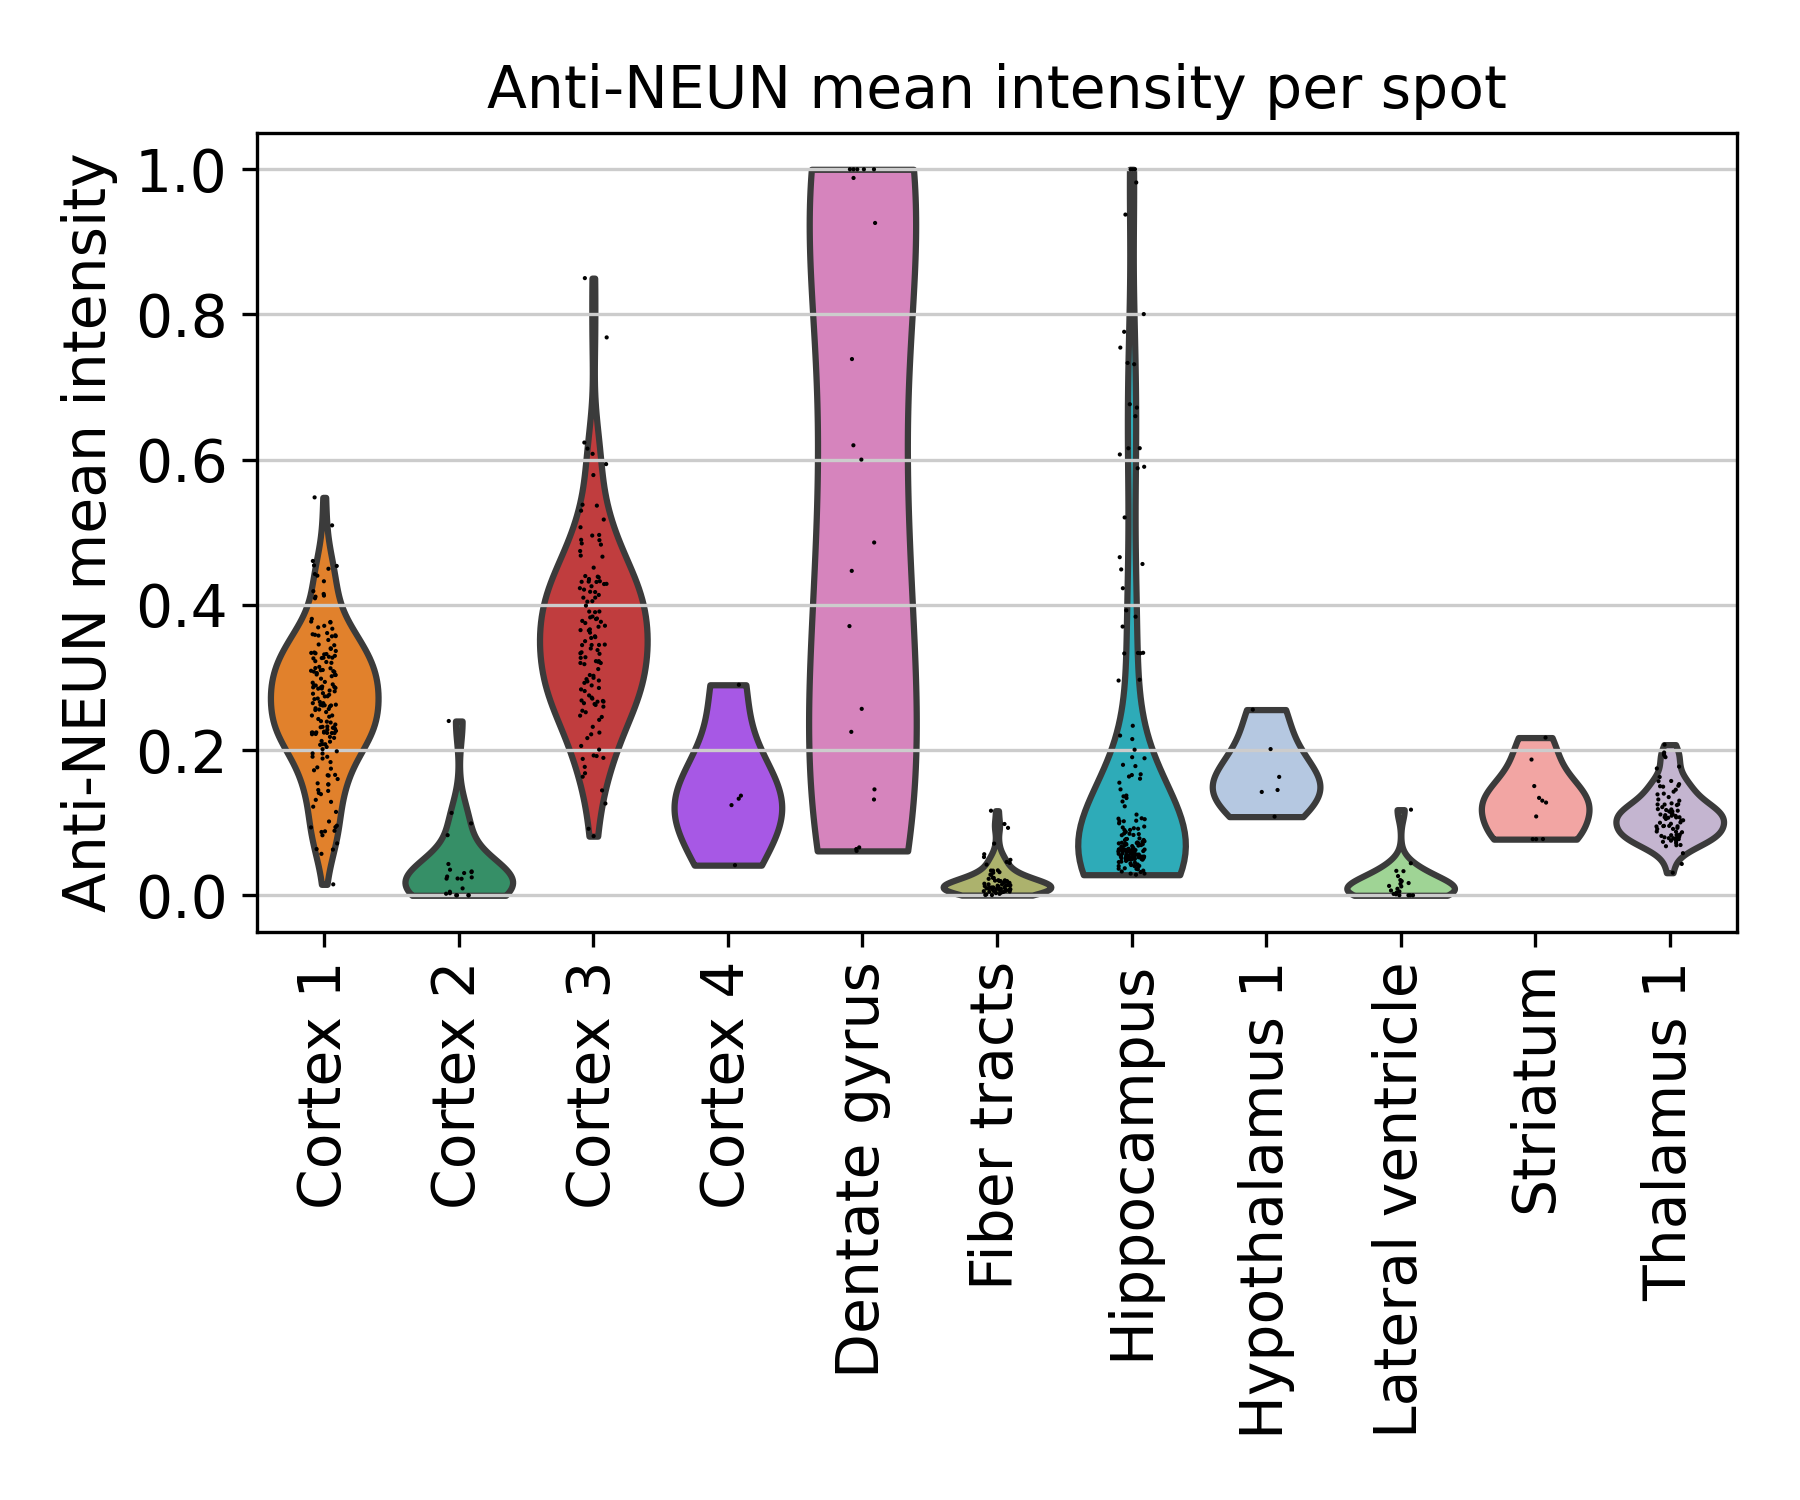 Anti-NEUN mean intensity per spot
Anti-NEUN mean intensity
1.0
0.8
0.6
0.4
0.2
0.0
Cortex 1
Cortex 2
Cortex 3
Cortex 4
Dentate gyrus
Fiber tracts
Hippocampus
Hypothalamus 1
Lateral ventricle
Striatum
Thalamus 1